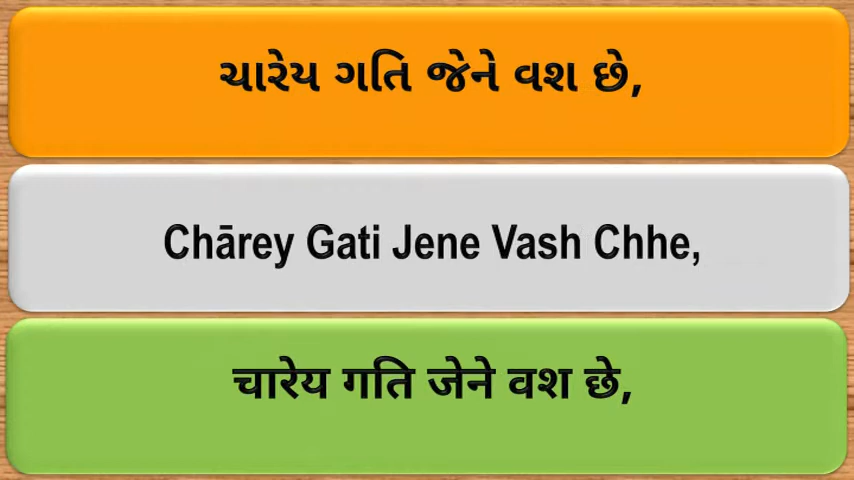 ચારેય ગતિ જેને વશ છે,
Chārey Gati Jene Vash Chhe,
चारेय गति जेने वश छे,